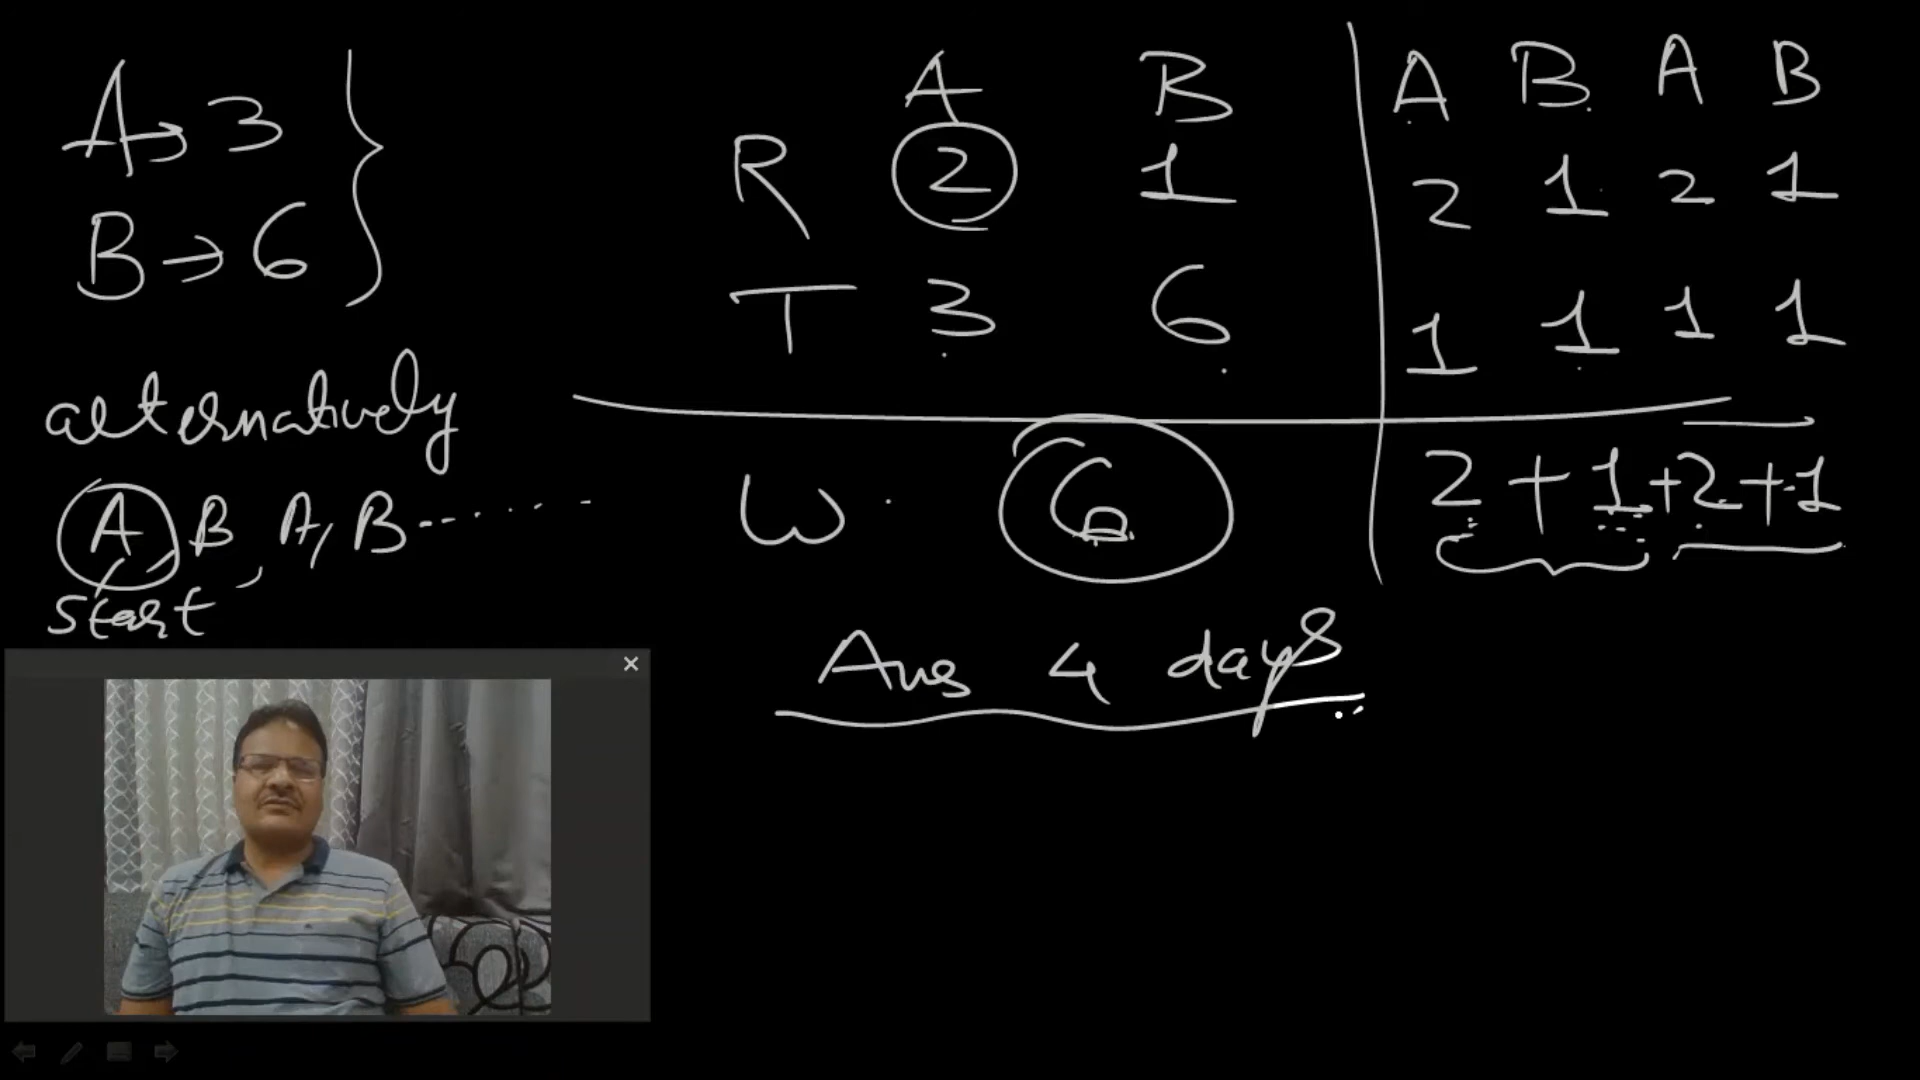 A→3
B→6
alternatively
A, B, A, B------
start
A B
R 2 1
T 3 6
W 6
A B A B
2 1 2 1
1 1 1 1
2+1+2+1
Ans 4 days